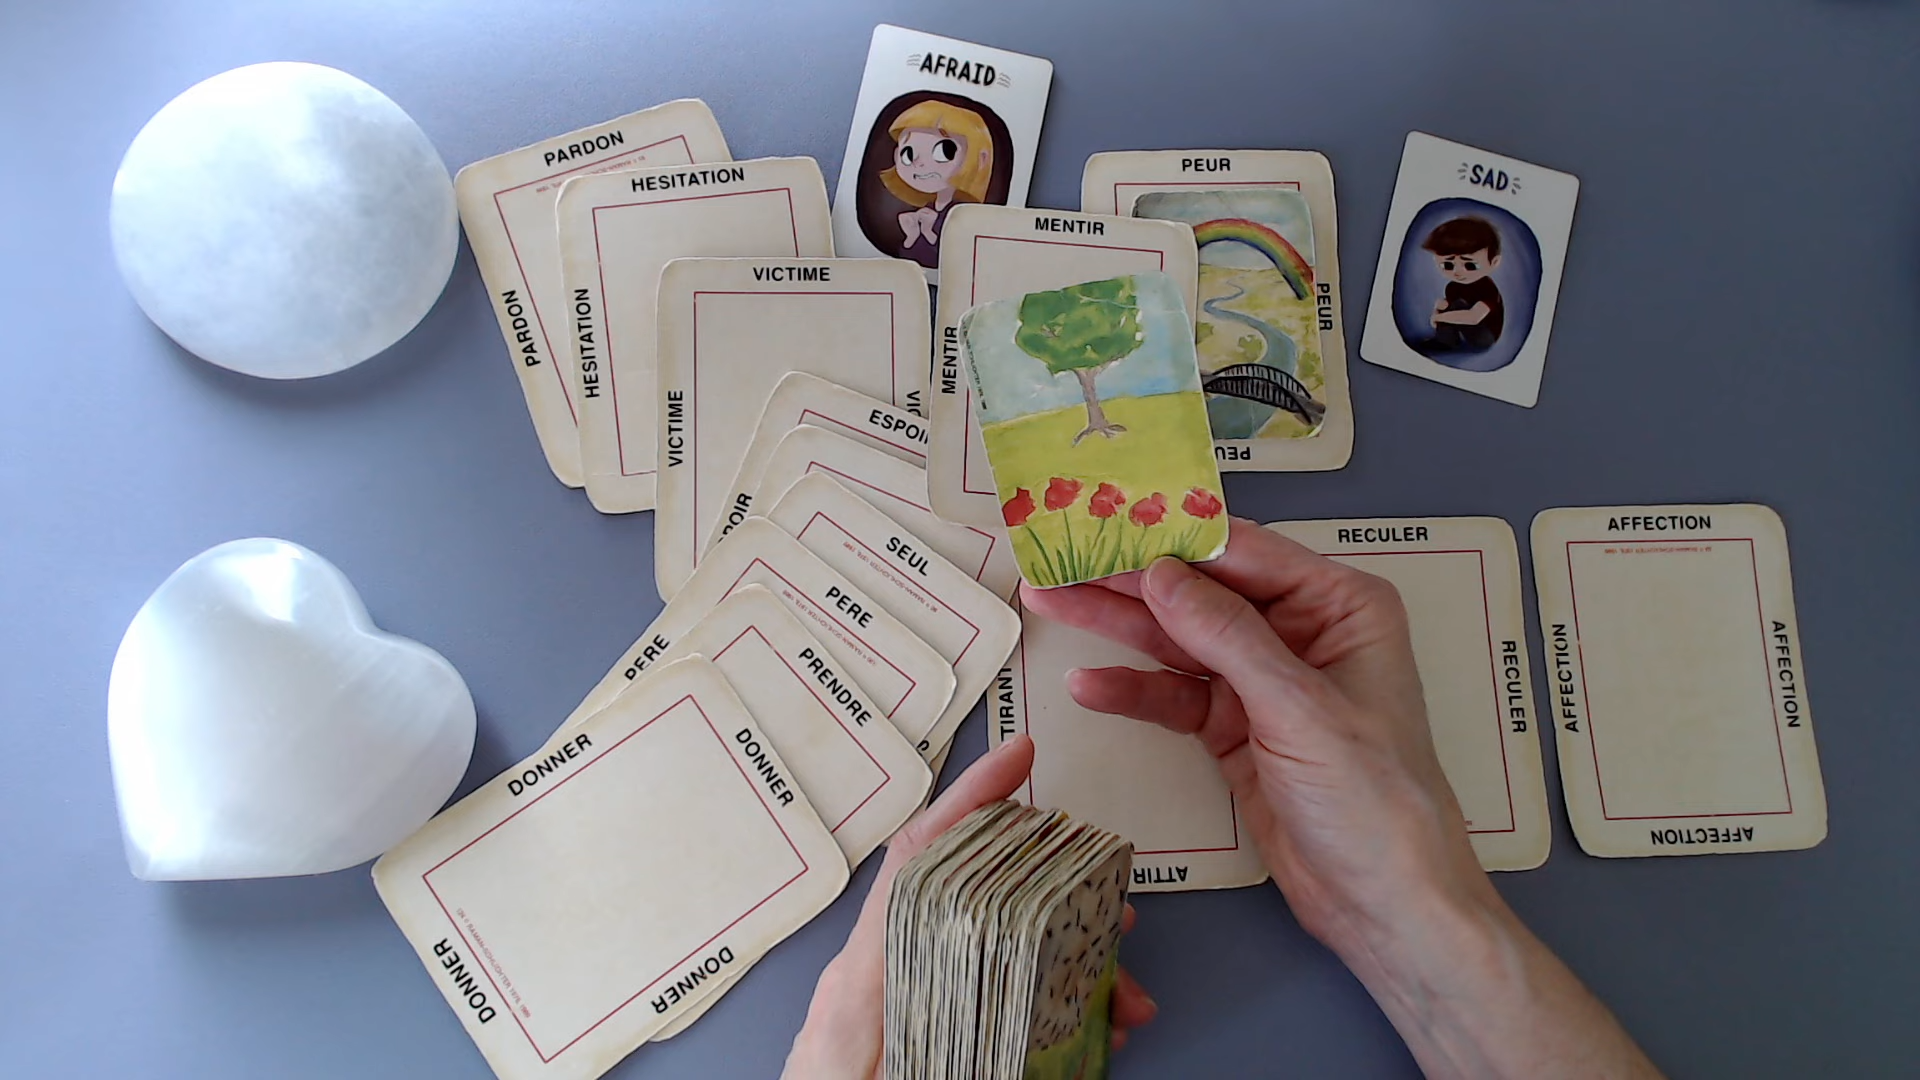 AFRAID
SAD
PARDON
PARDON
HESITATION
HESITATION
VICTIME
VICTIME
MENTIR
MENTIR
PEUR
PEUR
PEUR
ESPOIR
SEUL
PERE
PERE
PRENDRE
DONNER
DONNER
DONNER
DONNER
RECULER
RECULER
AFFECTION
AFFECTION
AFFECTION
AFFECTION